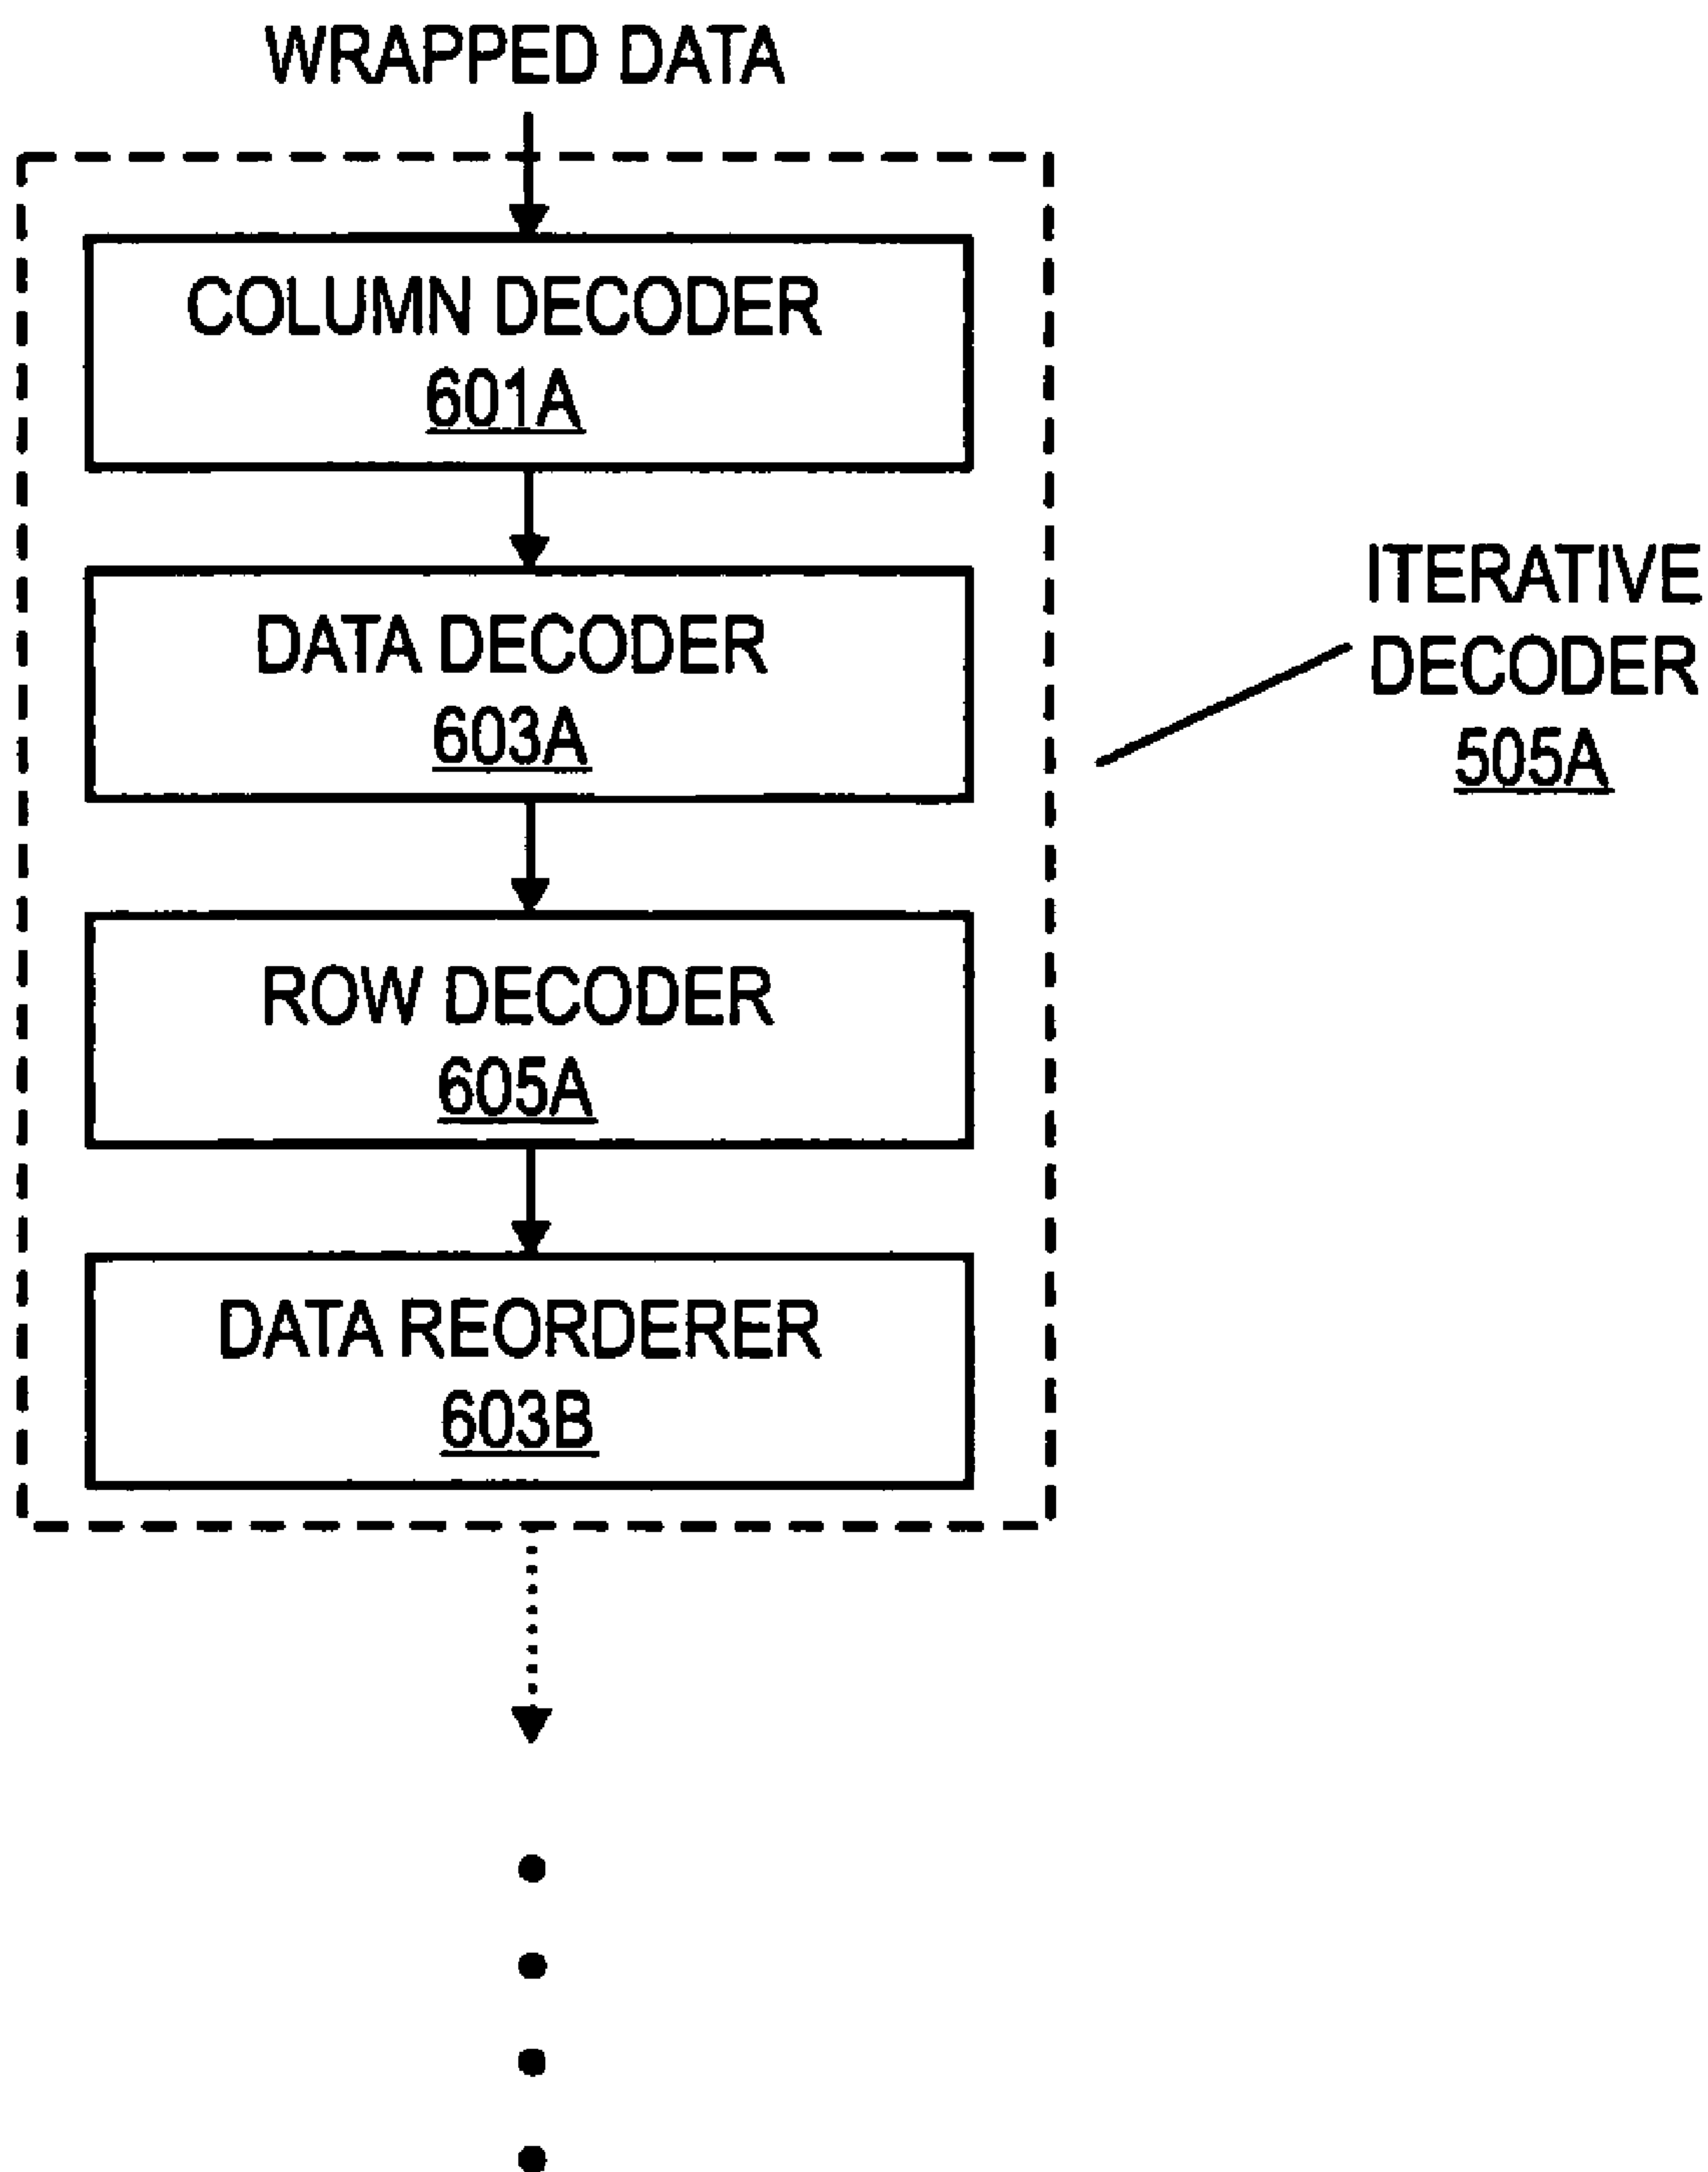 WRAPPED DATA
COLUMN DECODER
601A
DATA DECODER
603A
ROW DECODER
605A
DATA REORDERER
603B
ITERATIVE
DECODER
505A